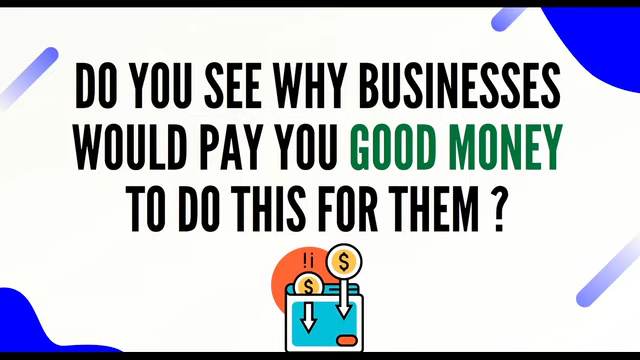 DO YOU SEE WHY BUSINESSES
WOULD PAY YOU GOOD MONEY
TO DO THIS FOR THEM ?
!¡
$
$